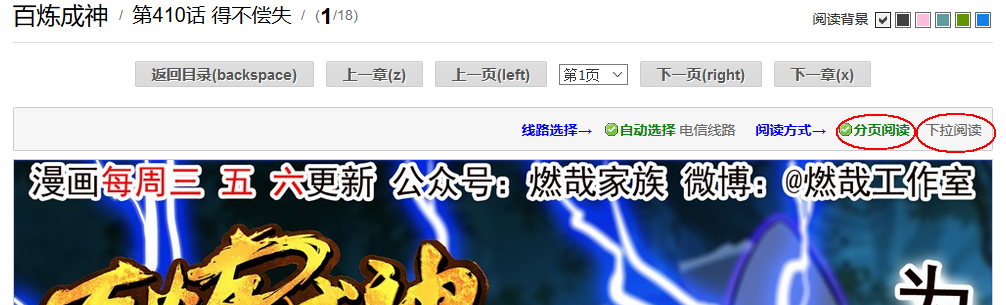 百炼成神 / 第410话 得不偿失 / (1/18) 阅读背景
返回目录(backspace) 上一章(z) 上一页(left) 第1页 下一页(right) 下一章(x)
线路选择→ 自动选择 电信线路 阅读方式→ 分页阅读 下拉阅读
漫画每周三 五 六更新 公众号：燃哉家族 微博：@燃哉工作室
为